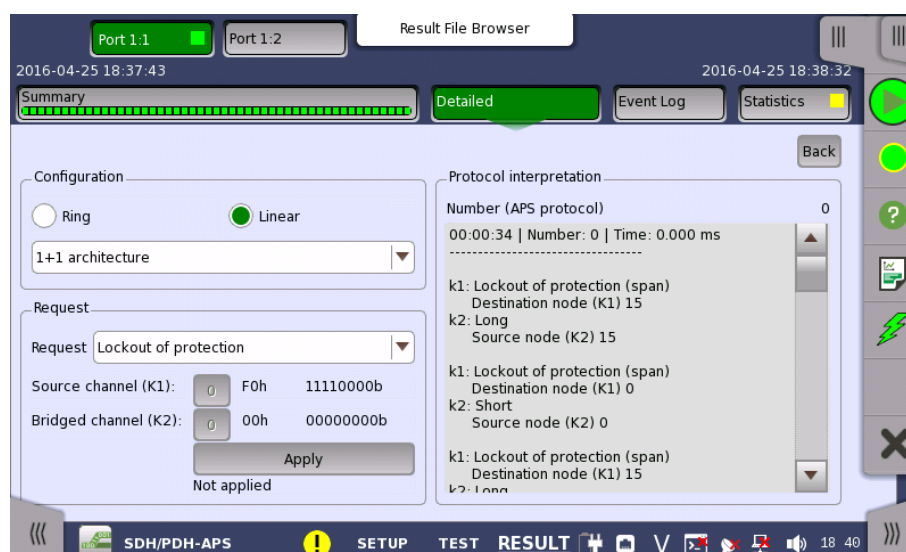 Result File Browser
Port 1:1
Port 1:2
2016-04-25 18:37:43
2016-04-25 18:38:32
Summary
Detailed
Event Log
Statistics
Back
Configuration
Ring
Linear
1+1 architecture
Request
Request Lockout of protection
Source channel (K1): 0 F0h 11110000b
Bridged channel (K2): 0 00h 00000000b
Apply
Not applied
Protocol interpretation
Number (APS protocol) 0
00:00:34 | Number: 0 | Time: 0.000 ms
----------------------------------
k1: Lockout of protection (span)
Destination node (K1) 15
k2: Long
Source node (K2) 15
k1: Lockout of protection (span)
Destination node (K1) 0
k2: Short
Source node (K2) 0
k1: Lockout of protection (span)
Destination node (K1) 15
k2: Long
SDH/PDH-APS
SETUP
TEST
RESULT
18 40